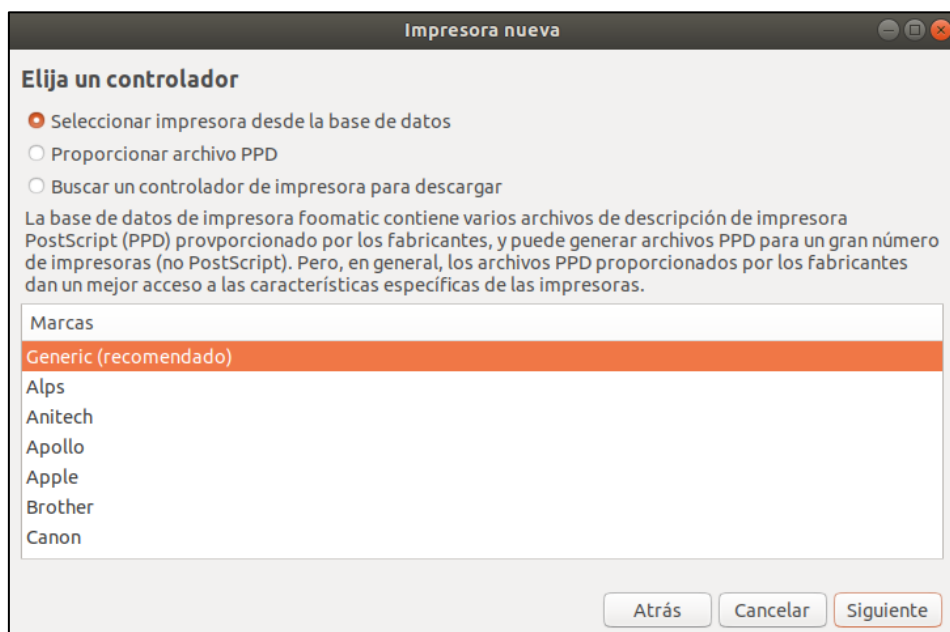 Impresora nueva
Elija un controlador
Seleccionar impresora desde la base de datos
Proporcionar archivo PPD
Buscar un controlador de impresora para descargar
La base de datos de impresora foomatic contiene varios archivos de descripción de impresora
PostScript (PPD) provporcionado por los fabricantes, y puede generar archivos PPD para un gran número
de impresoras (no PostScript). Pero, en general, los archivos PPD proporcionados por los fabricantes
dan un mejor acceso a las características específicas de las impresoras.
Marcas
Generic (recomendado)
Alps
Anitech
Apollo
Apple
Brother
Canon
Atrás Cancelar Siguiente